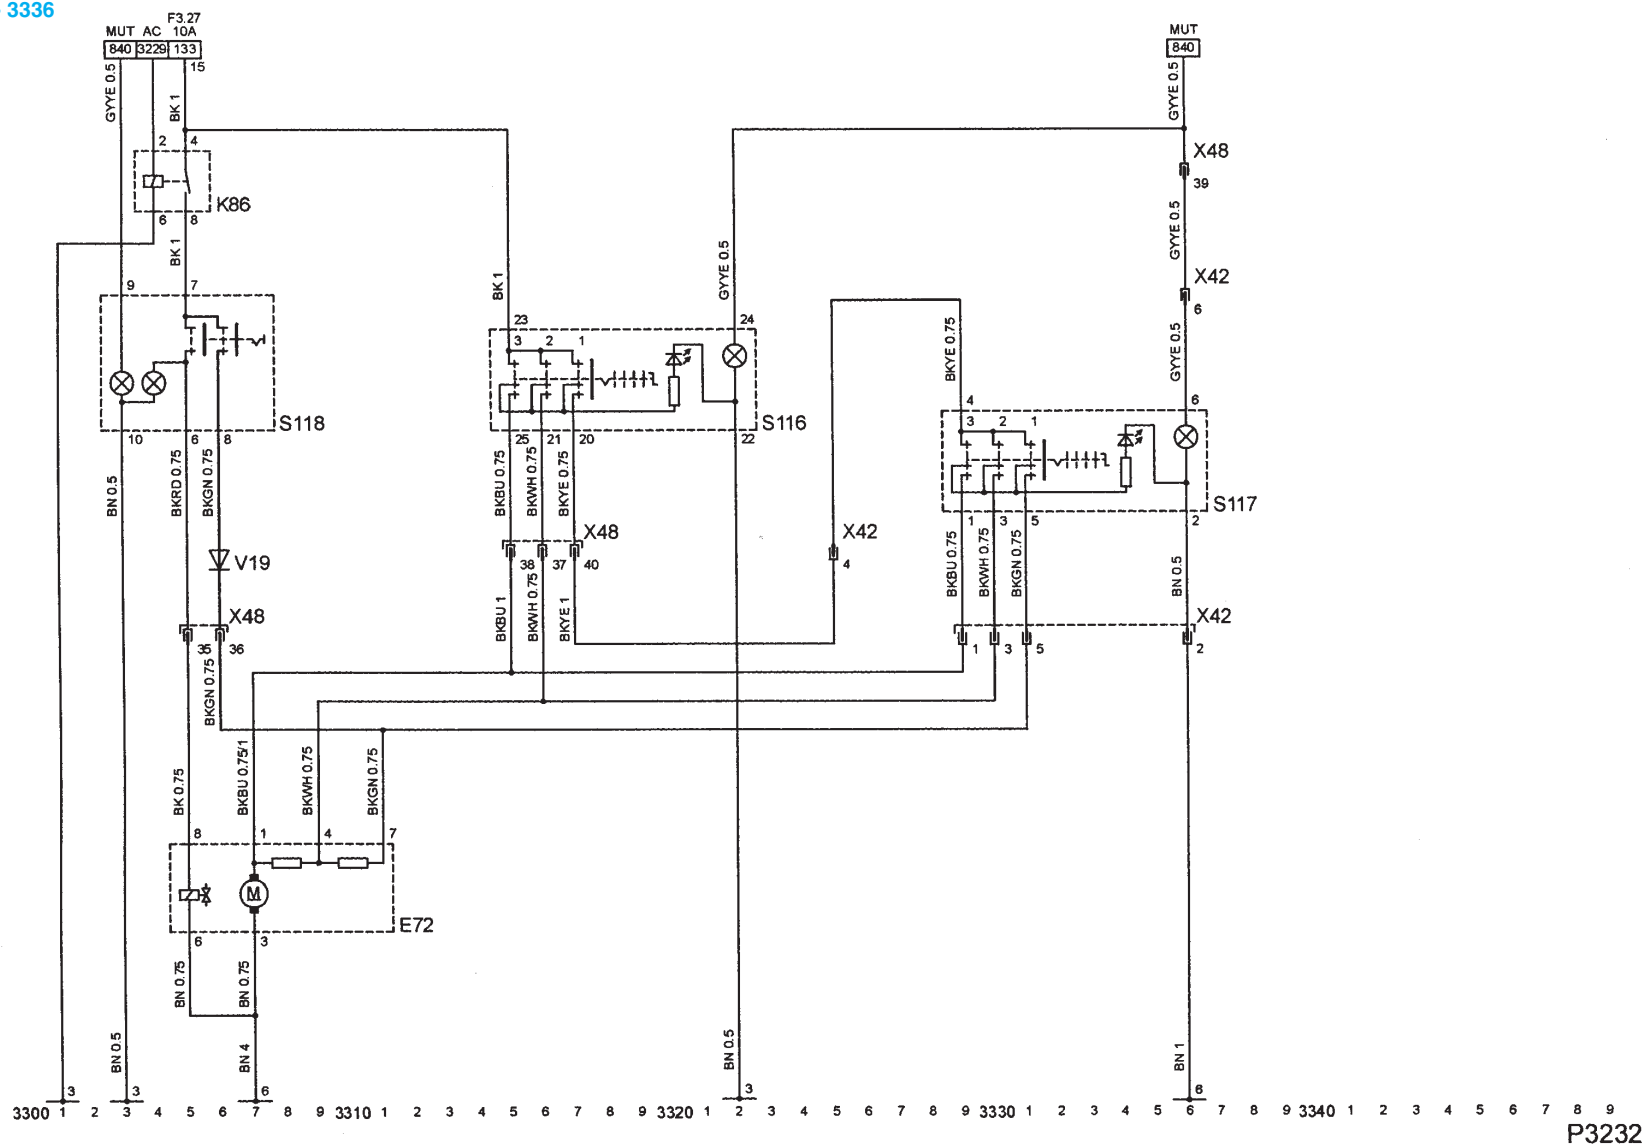 3336
F3.27
MUT AC 10A
840 3229 133
15
MUT
840
GYYE 0.5
BK 1
GYYE 0.5
2 4
X48
39
K86
6 8
BK 1
GYYE 0.5
GYYE 0.5
BK 1
X42
6
9 7
23
24
GYYE 0.5
3 2 1
BKYE 0.75
4
6
S118
S116
10 6 8
25 21 20 22
3 2 1
BN 0.5
BKRD 0.75
BKGN 0.75
BKBU 0.75
BKWH 0.75
BKYE 0.75
S117
1 3 5 2
V19
X48
38 37 40
X42
4
BKBU 0.75
BKWH 0.75
BKGN 0.75
BN 0.5
X48
35 36
BKBU 1
BKWH 0.75
BKYE 1
X42
1 3 5 2
BKGN 0.75
BK 0.75
BKBU 0.75/1
BKWH 0.75
BKGN 0.75
8 1 4 7
M
E72
6 3
BN 0.75
BN 0.75
BN 0.5
BN 4
BN 0.5
BN 1
3 3 6 3 6
3300 1 2 3 4 5 6 7 8 9 3310 1 2 3 4 5 6 7 8 9 3320 1 2 3 4 5 6 7 8 9 3330 1 2 3 4 5 6 7 8 9 3340 1 2 3 4 5 6 7 8 9
P3232